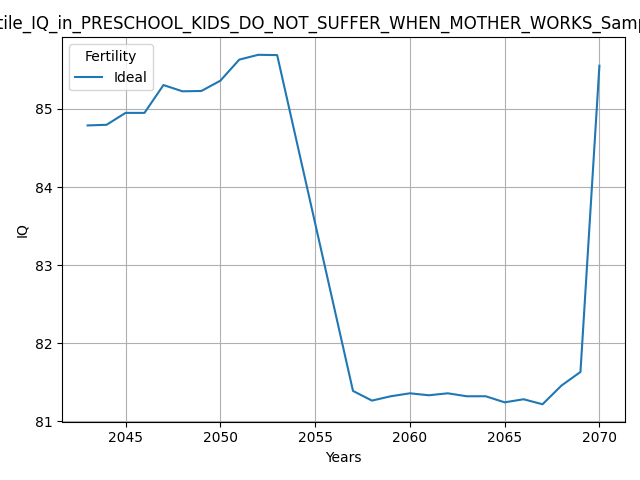 tile_IQ_in_PRESCHOOL_KIDS_DO_NOT_SUFFER_WHEN_MOTHER_WORKS_Samp
Fertility
Ideal
85
84
83
82
81
IQ
2045 2050 2055 2060 2065 2070
Years